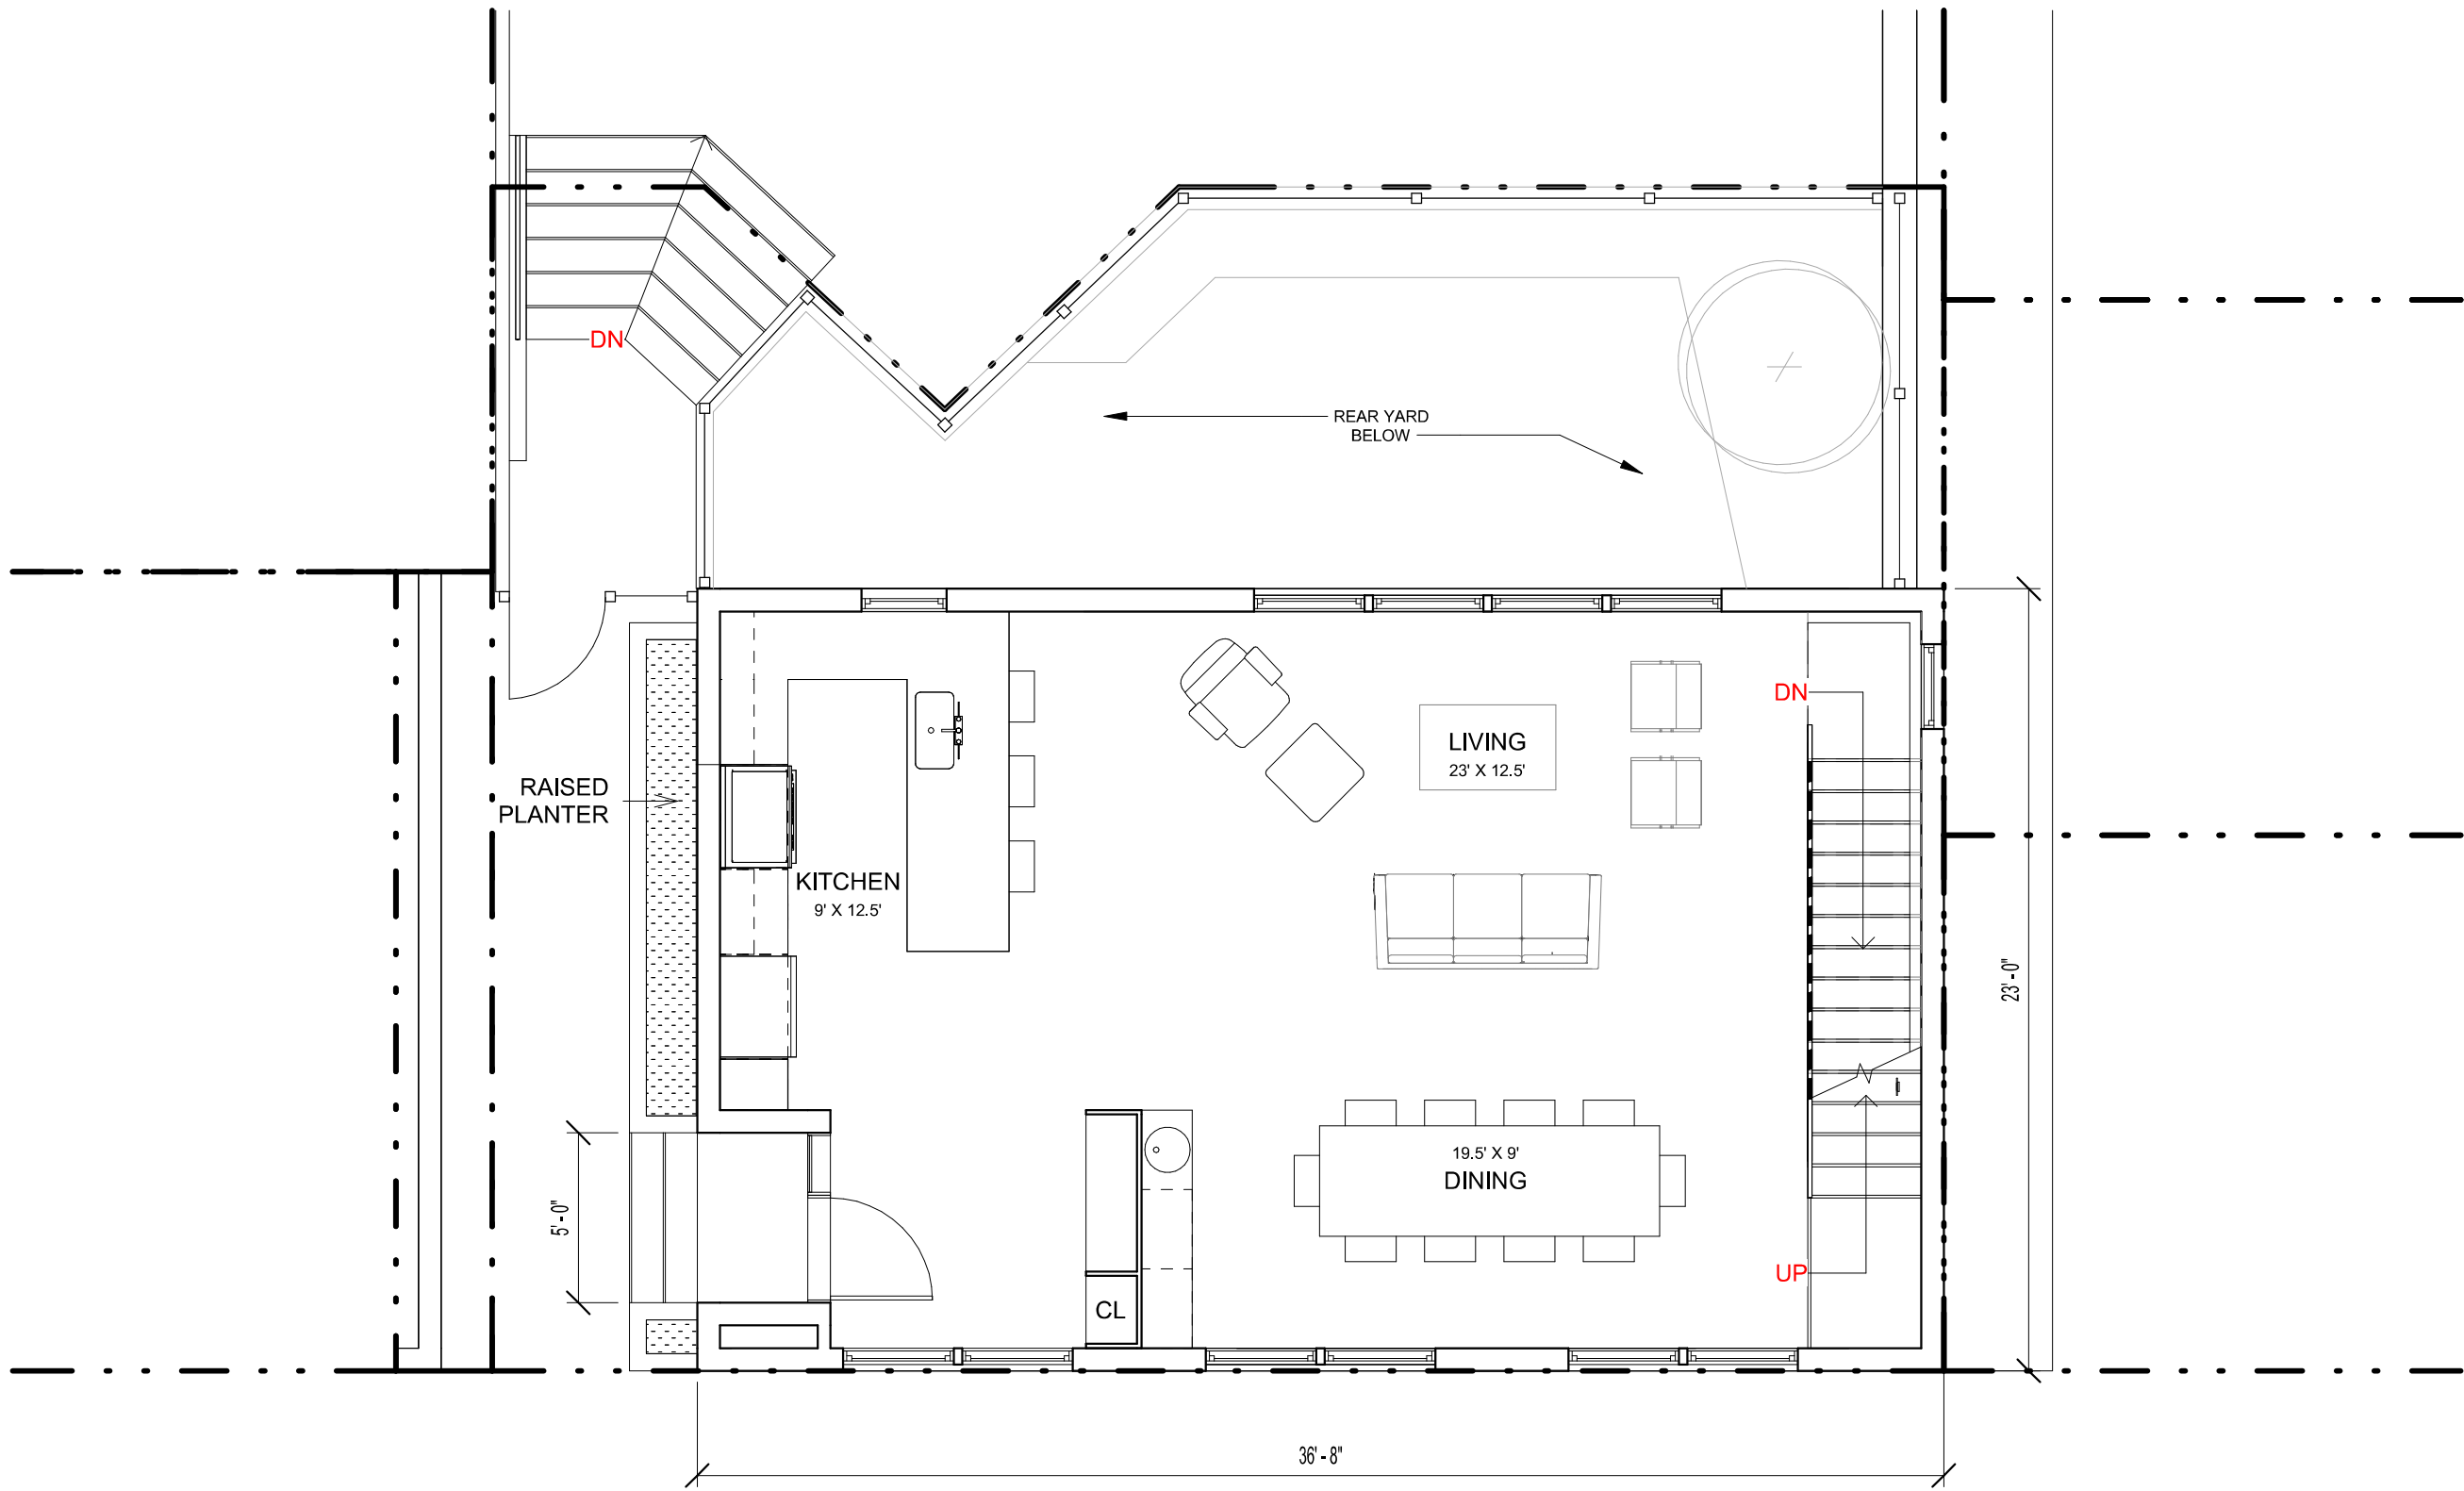 DN
REAR YARD
BELOW
DN
LIVING
23' X 12.5'
RAISED
PLANTER
KITCHEN
9' X 12.5'
23' - 0"
19.5' X 9'
DINING
5' - 0"
UP
CL
36' - 8"